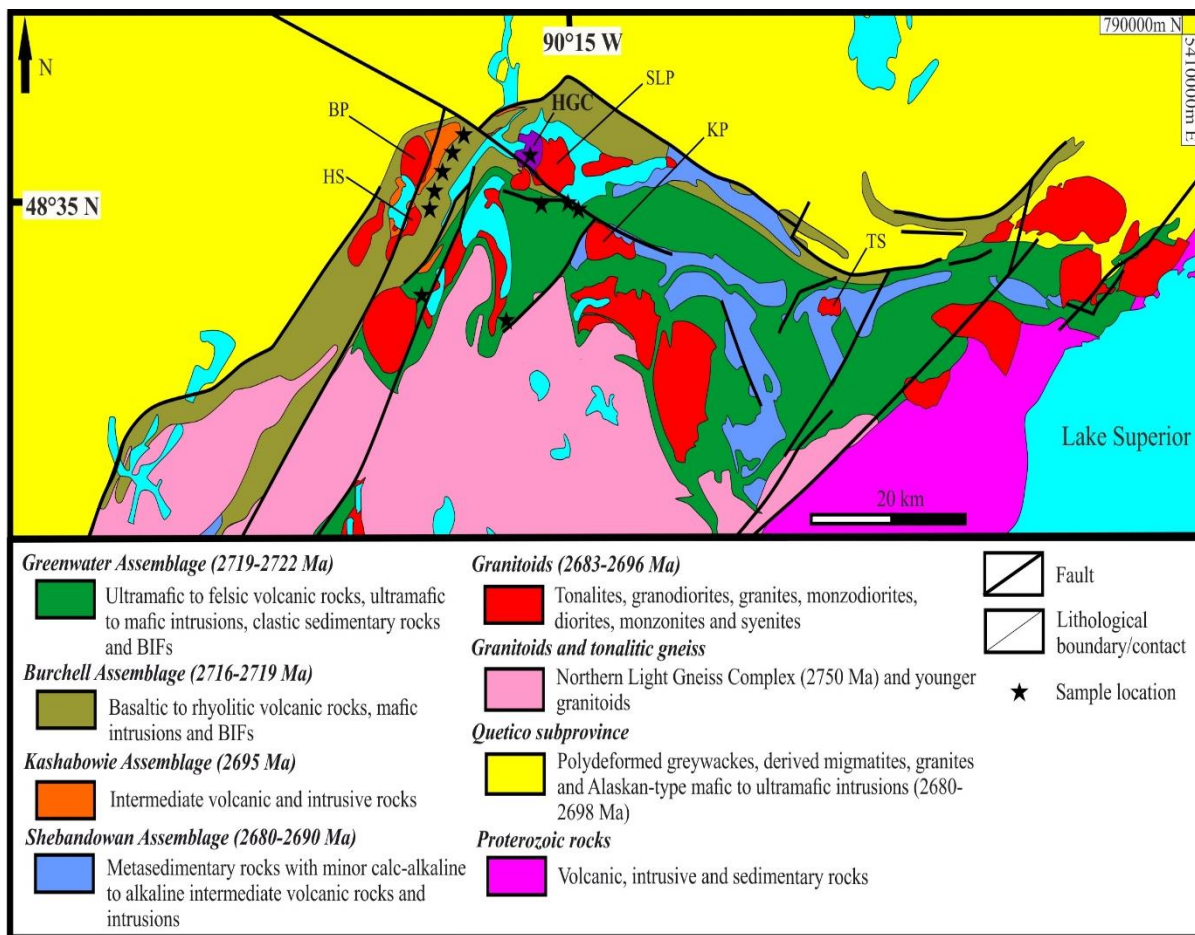 90°15 W
790000m N
5410000m E
N
SLP
HGC
BP
KP
HS
48°35 N
TS
Lake Superior
20 km
Greenwater Assemblage (2719-2722 Ma)
Ultramafic to felsic volcanic rocks, ultramafic
to mafic intrusions, clastic sedimentary rocks
and BIFs
Burchell Assemblage (2716-2719 Ma)
Basaltic to rhyolitic volcanic rocks, mafic
intrusions and BIFs
Kashabowie Assemblage (2695 Ma)
Intermediate volcanic and intrusive rocks
Shebandowan Assemblage (2680-2690 Ma)
Metasedimentary rocks with minor calc-alkaline
to alkaline intermediate volcanic rocks and
intrusions
Granitoids (2683-2696 Ma)
Tonalites, granodiorites, granites, monzodiorites,
diorites, monzonites and syenites
Granitoids and tonalitic gneiss
Northern Light Gneiss Complex (2750 Ma) and younger
granitoids
Quetico subprovince
Polydeformed greywackes, derived migmatites, granites
and Alaskan-type mafic to ultramafic intrusions (2680-
2698 Ma)
Proterozoic rocks
Volcanic, intrusive and sedimentary rocks
Fault
Lithological
boundary/contact
Sample location